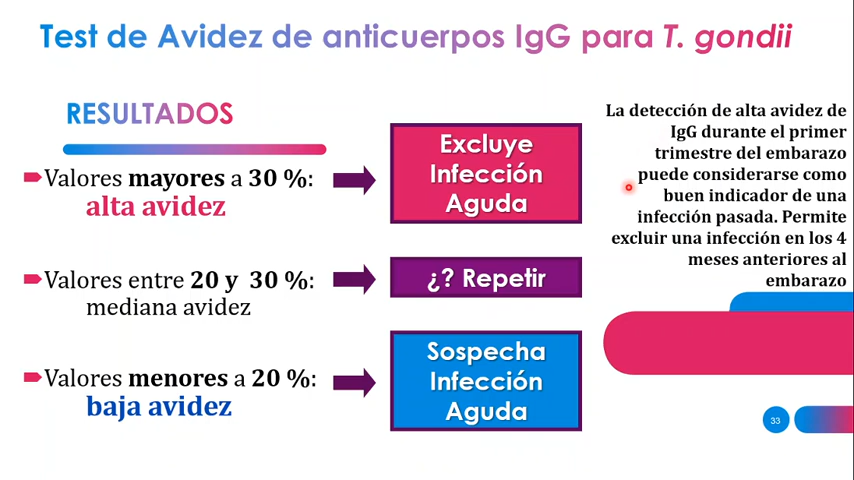 Test de Avidez de anticuerpos IgG para T. gondii
RESULTADOS
Valores mayores a 30 %:
alta avidez
Excluye
Infección
Aguda
Valores entre 20 y 30 %:
mediana avidez
¿? Repetir
Valores menores a 20 %:
baja avidez
Sospecha
Infección
Aguda
La detección de alta avidez de
IgG durante el primer
trimestre del embarazo
puede considerarse como
buen indicador de una
infección pasada. Permite
excluir una infección en los 4
meses anteriores al
embarazo
33